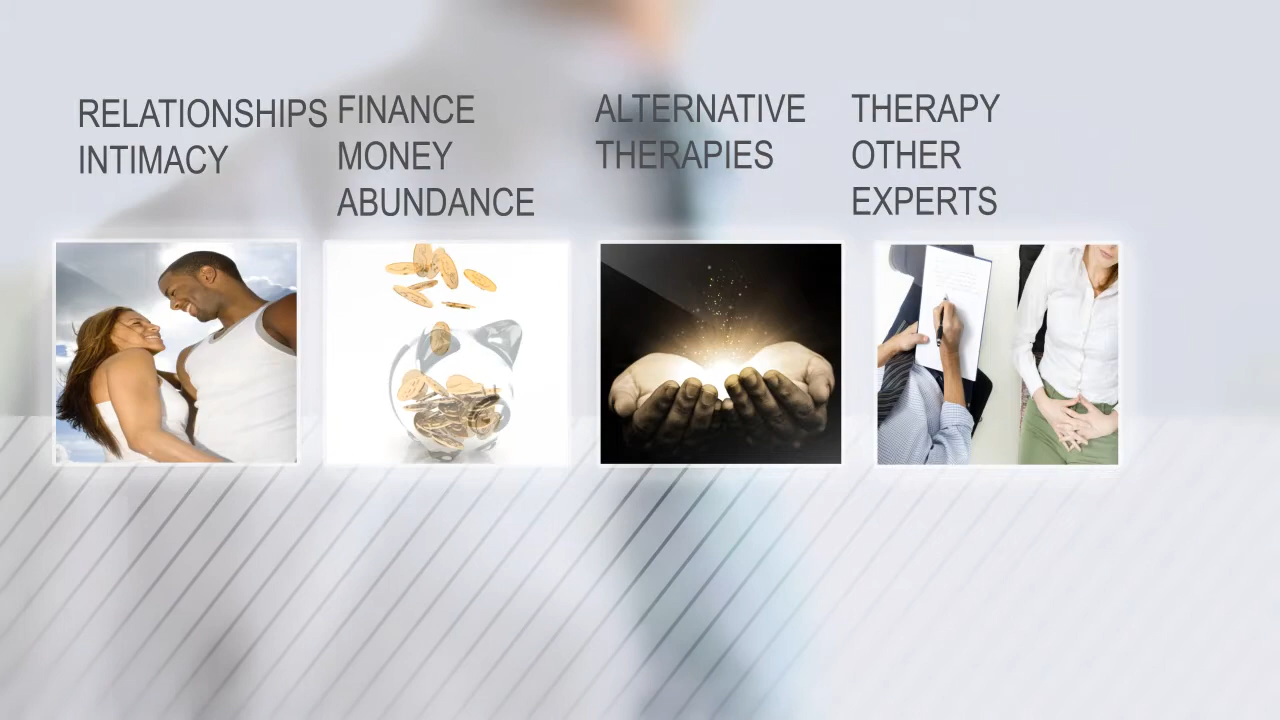 RELATIONSHIPS
INTIMACY
FINANCE
MONEY
ABUNDANCE
ALTERNATIVE
THERAPIES
THERAPY
OTHER
EXPERTS